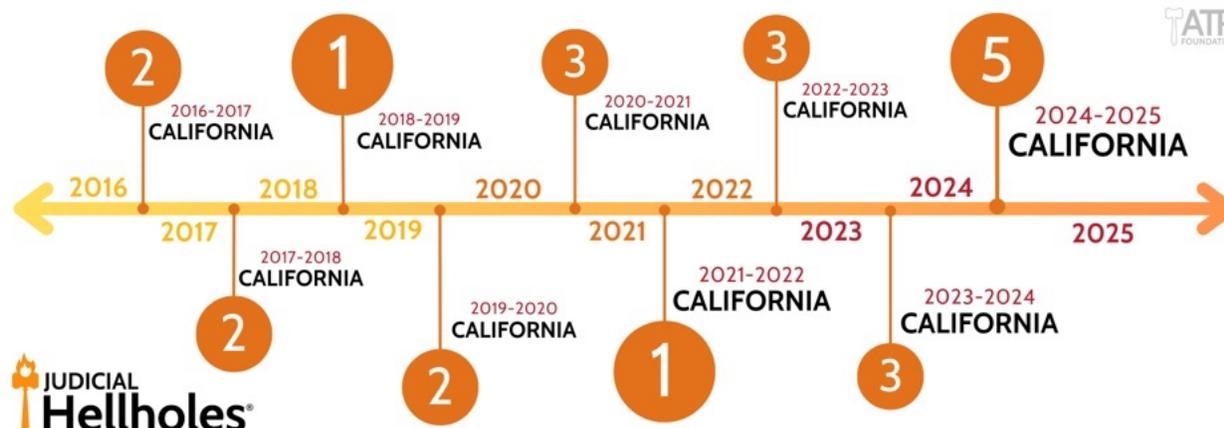 2
2016-2017
CALIFORNIA
1
2018-2019
CALIFORNIA
3
2020-2021
CALIFORNIA
3
2022-2023
CALIFORNIA
5
2024-2025
CALIFORNIA
2016
2018
2020
2022
2024
2017
2019
2021
2023
2025
2017-2018
CALIFORNIA
2
2019-2020
CALIFORNIA
2
2021-2022
CALIFORNIA
1
2023-2024
CALIFORNIA
3
JUDICIAL
Hellholes®